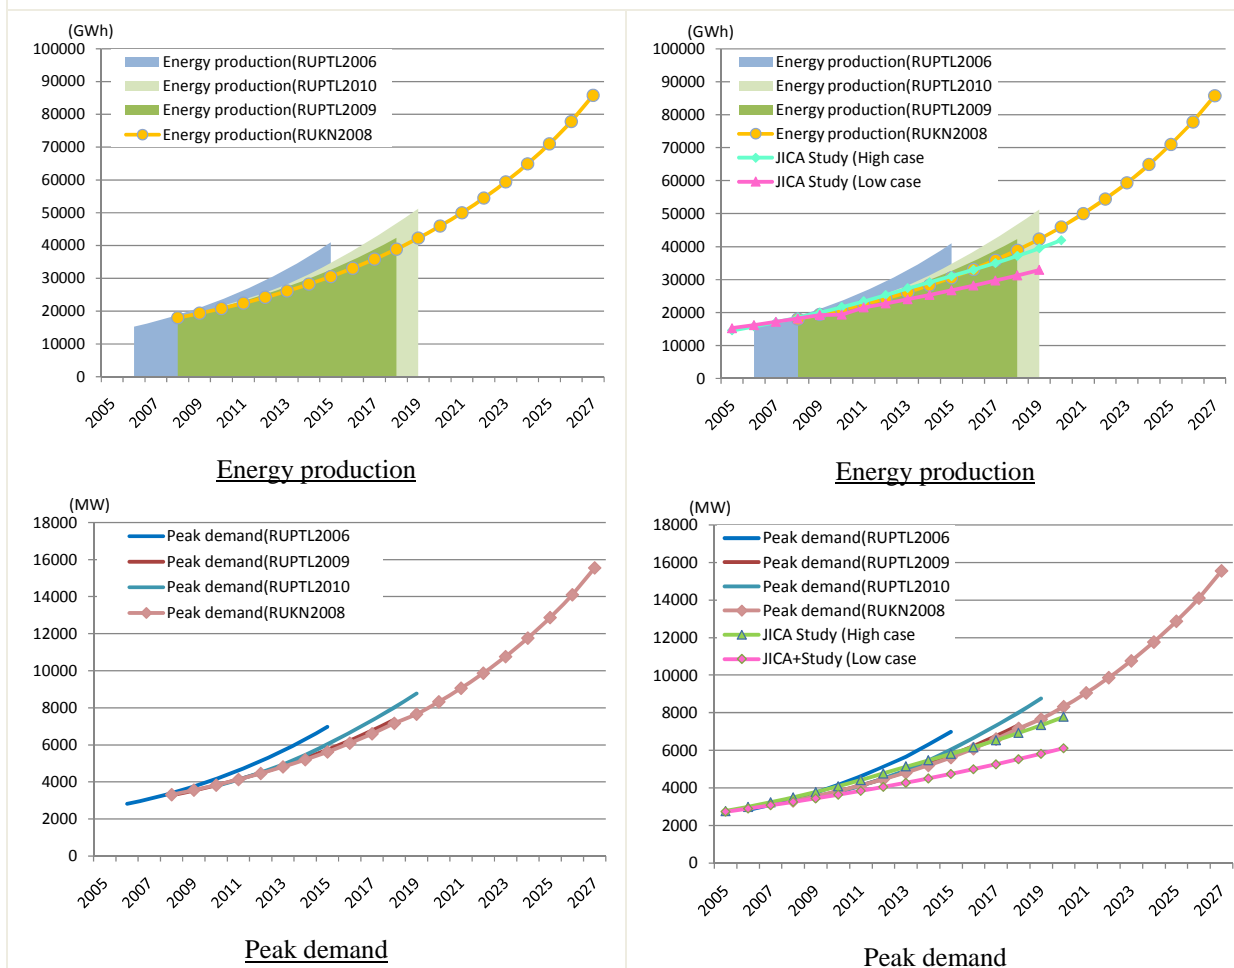 (GWh)
100000
90000
80000
70000
60000
50000
40000
30000
20000
10000
0
Energy production(RUPTL2006
Energy production(RUPTL2010
Energy production(RUPTL2009
Energy production(RUKN2008
2005 2007 2009 2011 2013 2015 2017 2019 2021 2023 2025 2027
Energy production
(GWh)
100000
90000
80000
70000
60000
50000
40000
30000
20000
10000
0
Energy production(RUPTL2006
Energy production(RUPTL2010
Energy production(RUPTL2009
Energy production(RUKN2008
JICA Study (High case
JICA Study (Low case
2005 2007 2009 2011 2013 2015 2017 2019 2021 2023 2025 2027
Energy production
(MW)
18000
16000
14000
12000
10000
8000
6000
4000
2000
0
Peak demand(RUPTL2006
Peak demand(RUPTL2009
Peak demand(RUPTL2010
Peak demand(RUKN2008
2005 2007 2009 2011 2013 2015 2017 2019 2021 2023 2025 2027
Peak demand
(MW)
18000
16000
14000
12000
10000
8000
6000
4000
2000
0
Peak demand(RUPTL2006
Peak demand(RUPTL2009
Peak demand(RUPTL2010
Peak demand(RUKN2008
JICA Study (High case
JICA+Study (Low case
2005 2007 2009 2011 2013 2015 2017 2019 2021 2023 2025 2027
Peak demand